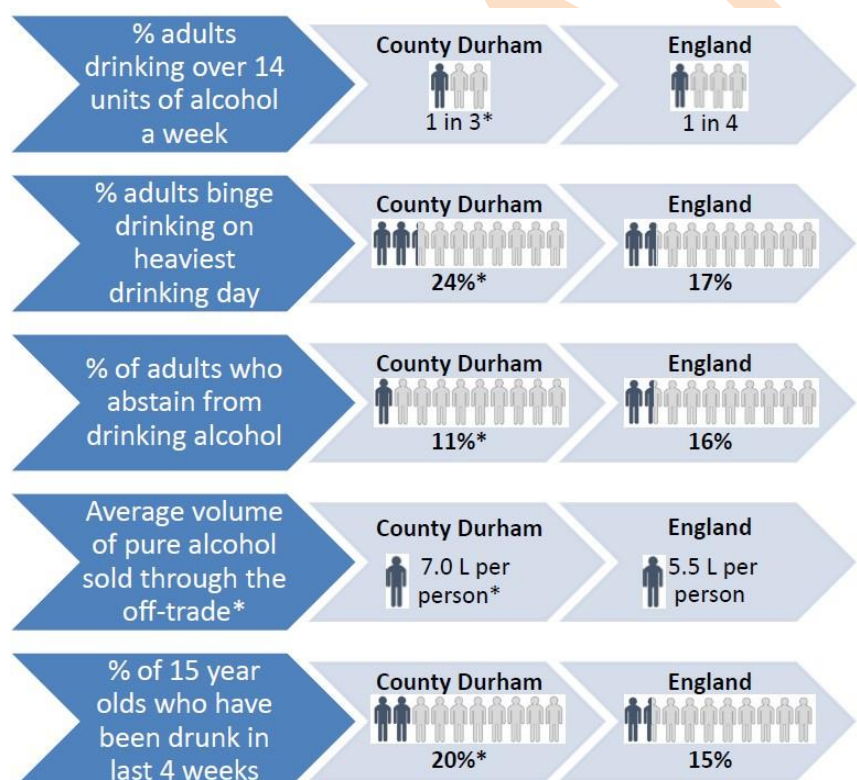 % adults
drinking over 14
units of alcohol
a week
County Durham
1 in 3*
England
1 in 4
% adults binge
drinking on
heaviest
drinking day
County Durham
24%*
England
17%
% of adults who
abstain from
drinking alcohol
County Durham
11%*
England
16%
Average volume
of pure alcohol
sold through the
off-trade*
County Durham
7.0 L per
person*
England
5.5 L per
person
% of 15 year
olds who have
been drunk in
last 4 weeks
County Durham
20%*
England
15%